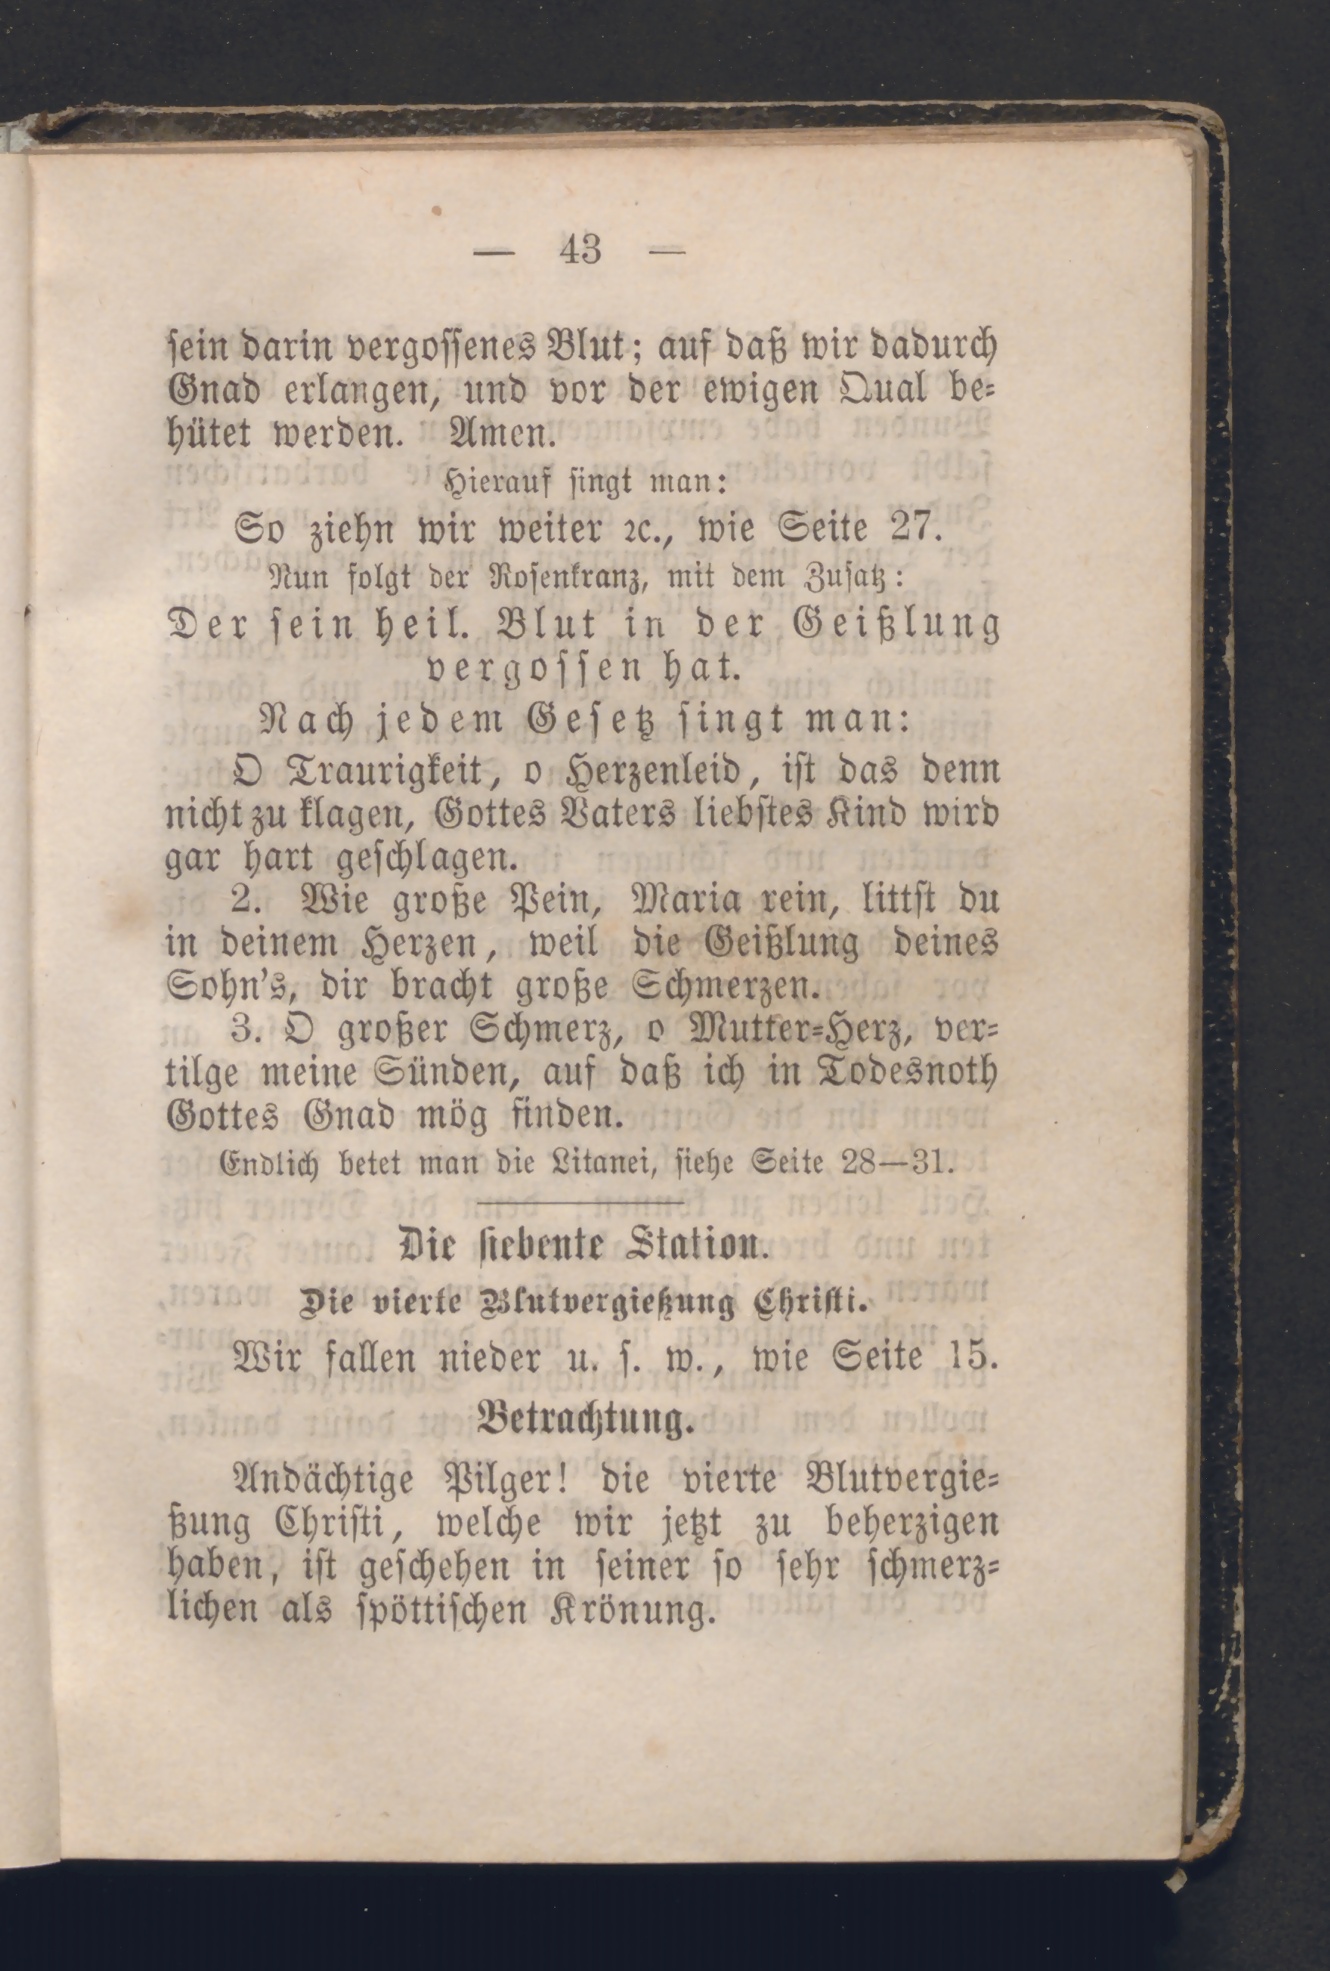 — 43 —
sein darin vergossenes Blut; auf daß wir dadurch
Gnad erlangen, und vor der ewigen Qual be-
hütet werden. Amen.
Hierauf singt man:
So ziehn wir weiter ꝛc., wie Seite 27.
Nun folgt der Rosenkranz, mit dem Zusatz:
Der sein heil. Blut in der Geißlung
vergossen hat.
Nach jedem Gesetz singt man:
O Traurigkeit, o Herzenleid, ist das denn
nicht zu klagen, Gottes Vaters liebstes Kind wird
gar hart geschlagen.
2. Wie große Pein, Maria rein, littst du
in deinem Herzen, weil die Geißlung deines
Sohn's, dir bracht große Schmerzen.
3. O großer Schmerz, o Mutter-Herz, ver-
tilge meine Sünden, auf daß ich in Todesnoth
Gottes Gnad mög finden.
Endlich betet man die Litanei, siehe Seite 28—31.
Die siebente Station.
Die vierte Blutvergießung Christi.
Wir fallen nieder u. s. w., wie Seite 15.
Betrachtung.
Andächtige Pilger! die vierte Blutvergie-
ßung Christi, welche wir jetzt zu beherzigen
haben, ist geschehen in seiner so sehr schmerz-
lichen als spöttischen Krönung.